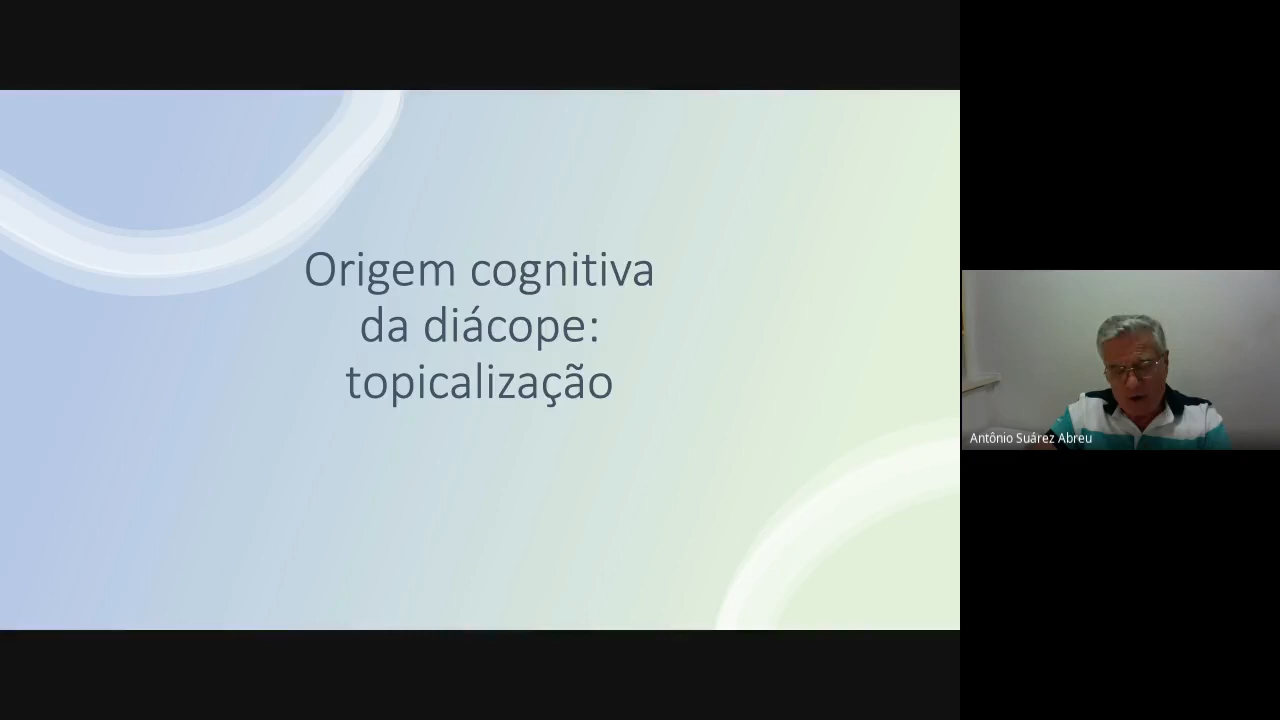 Origem cognitiva
da diácope:
topicalização
Antônio Suárez Abreu